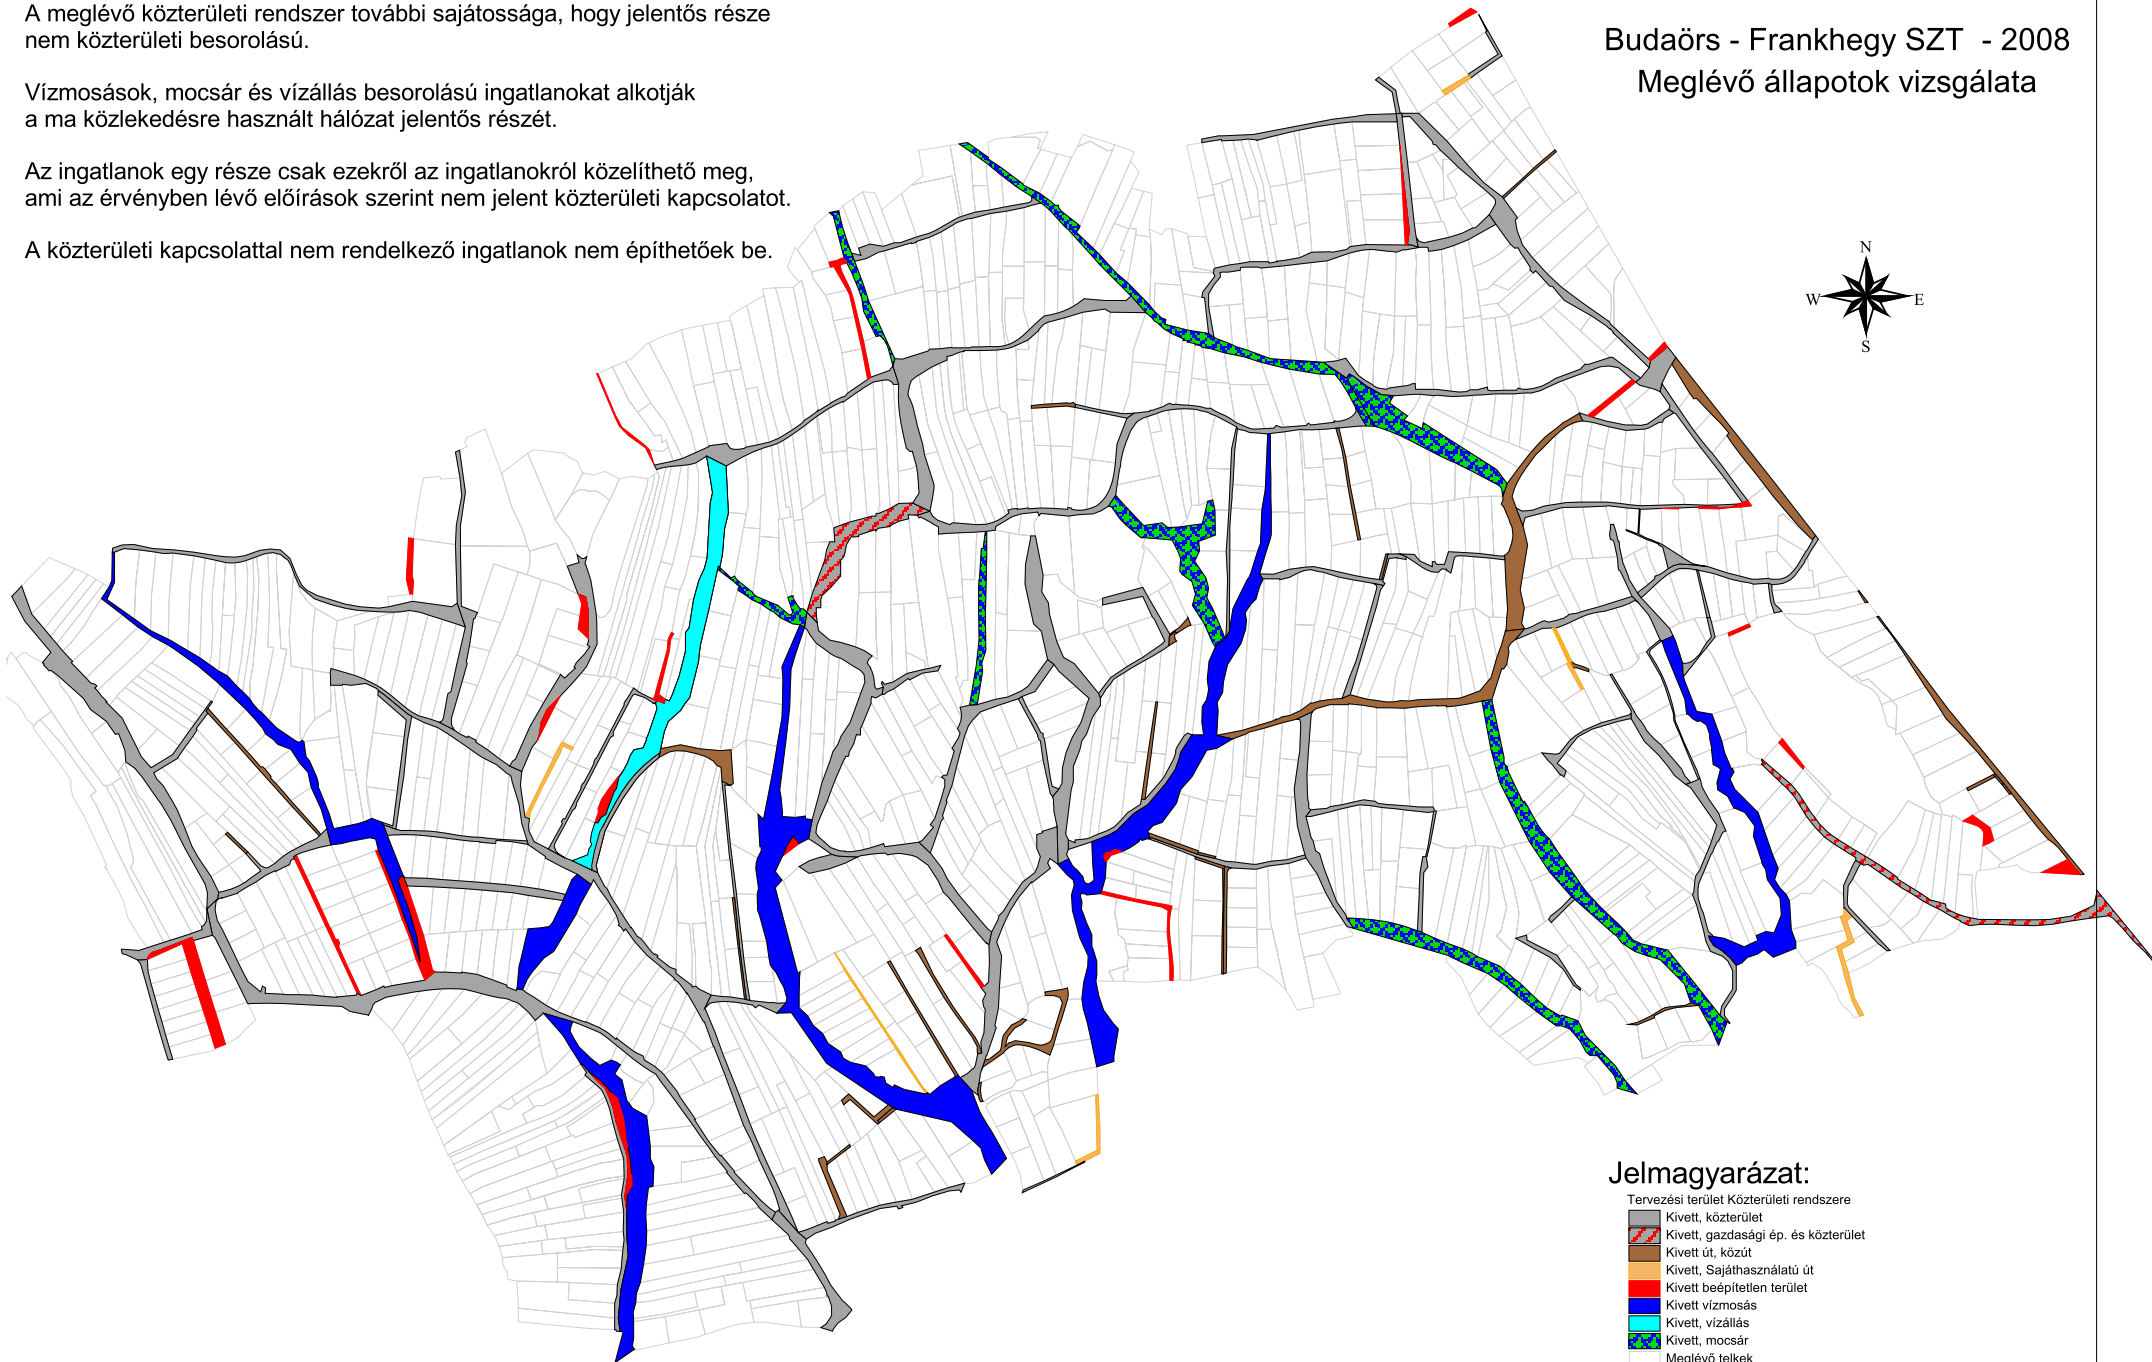 A meglévő közterületi rendszer további sajátossága, hogy jelentős része
nem közterületi besorolású.
Vízmosások, mocsár és vízállás besorolású ingatlanokat alkotják
a ma közlekedésre használt hálózat jelentős részét.
Az ingatlanok egy része csak ezekről az ingatlanokról közelíthető meg,
ami az érvényben lévő előírások szerint nem jelent közterületi kapcsolatot.
A közterületi kapcsolattal nem rendelkező ingatlanok nem építhetőek be.
Budaörs - Frankhegy SZT - 2008
Meglévő állapotok vizsgálata
N
W
E
S
Jelmagyarázat:
Tervezési terület Közterületi rendszere
Kivett, közterület
Kivett, gazdasági ép. és közterület
Kivett út, közút
Kivett, Sajáthasználatú út
Kivett beépítetlen terület
Kivett vízmosás
Kivett, vízállás
Kivett, mocsár
Meglévő telkek